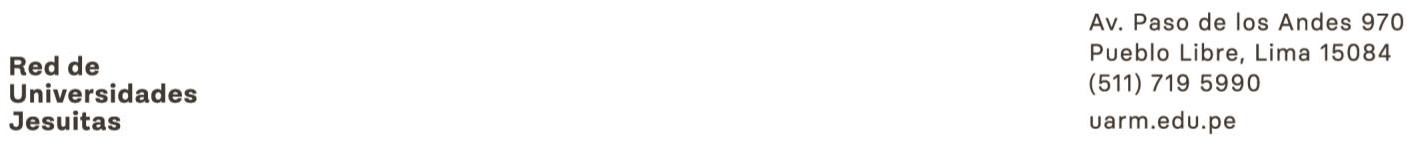 Red de
Universidades
Jesuitas
Av. Paso de los Andes 970
Pueblo Libre, Lima 15084
(511) 719 5990
uarm.edu.pe